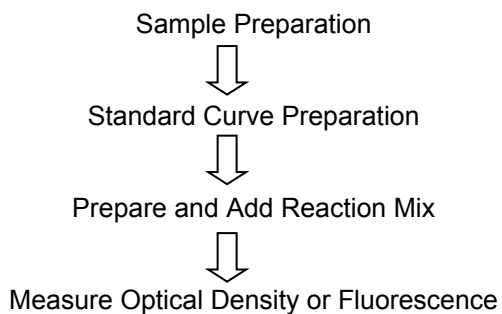 Sample Preparation
Standard Curve Preparation
Prepare and Add Reaction Mix
Measure Optical Density or Fluorescence